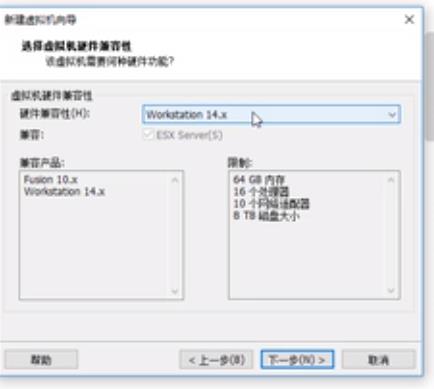 新建虚拟机向导
选择虚拟机硬件兼容性
该虚拟机需要何种硬件功能?
虚拟机硬件兼容性
硬件兼容性(H):
Workstation 14.x
兼容:
ESX Server(S)
兼容产品:
Fusion 10.x
Workstation 14.x
限制:
64 GB 内存
16 个处理器
10 个网络适配器
8 TB 磁盘大小
帮助
< 上一步(B)
下一步(N) >
取消